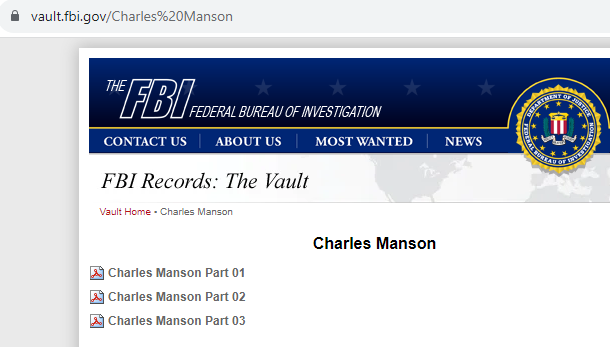 vault.fbi.gov/Charles%20Manson
THE FBI FEDERAL BUREAU OF INVESTIGATION
DEPARTMENT OF JUSTICE
FEDERAL BUREAU OF INVESTIGATION
CONTACT US ABOUT US MOST WANTED NEWS
FBI Records: The Vault
Vault Home • Charles Manson
Charles Manson
Charles Manson Part 01
Charles Manson Part 02
Charles Manson Part 03